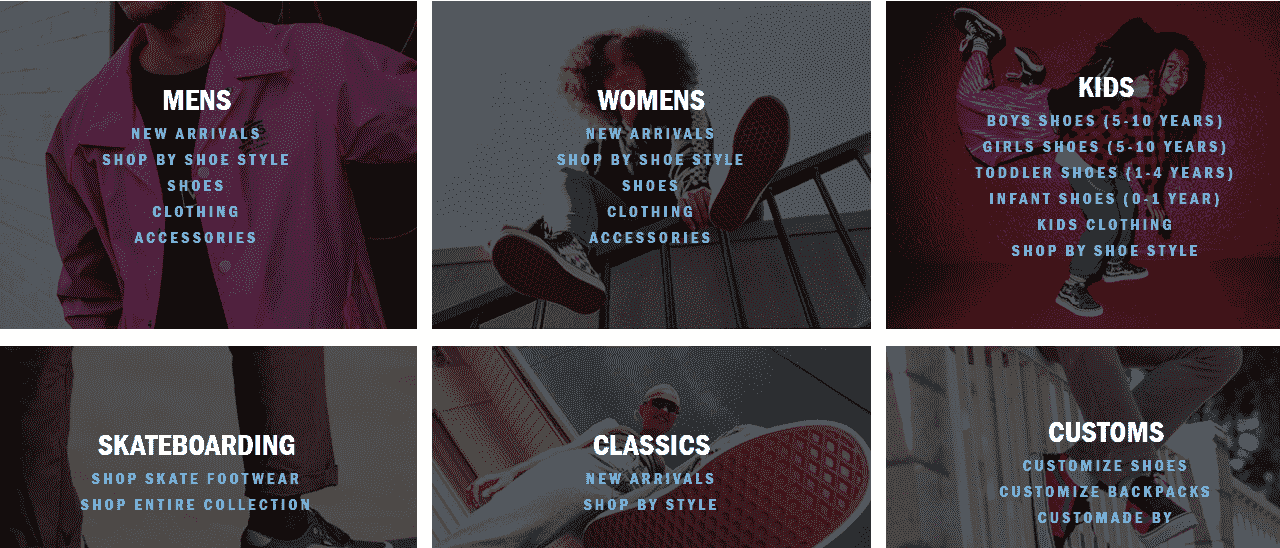 MENS
NEW ARRIVALS
SHOP BY SHOE STYLE
SHOES
CLOTHING
ACCESSORIES
WOMENS
NEW ARRIVALS
SHOP BY SHOE STYLE
SHOES
CLOTHING
ACCESSORIES
KIDS
BOYS SHOES (5-10 YEARS)
GIRLS SHOES (5-10 YEARS)
TODDLER SHOES (1-4 YEARS)
INFANT SHOES (0-1 YEAR)
KIDS CLOTHING
SHOP BY SHOE STYLE
SKATEBOARDING
SHOP SKATE FOOTWEAR
SHOP ENTIRE COLLECTION
CLASSICS
NEW ARRIVALS
SHOP BY STYLE
CUSTOMS
CUSTOMIZE SHOES
CUSTOMIZE BACKPACKS
CUSTOMADE BY